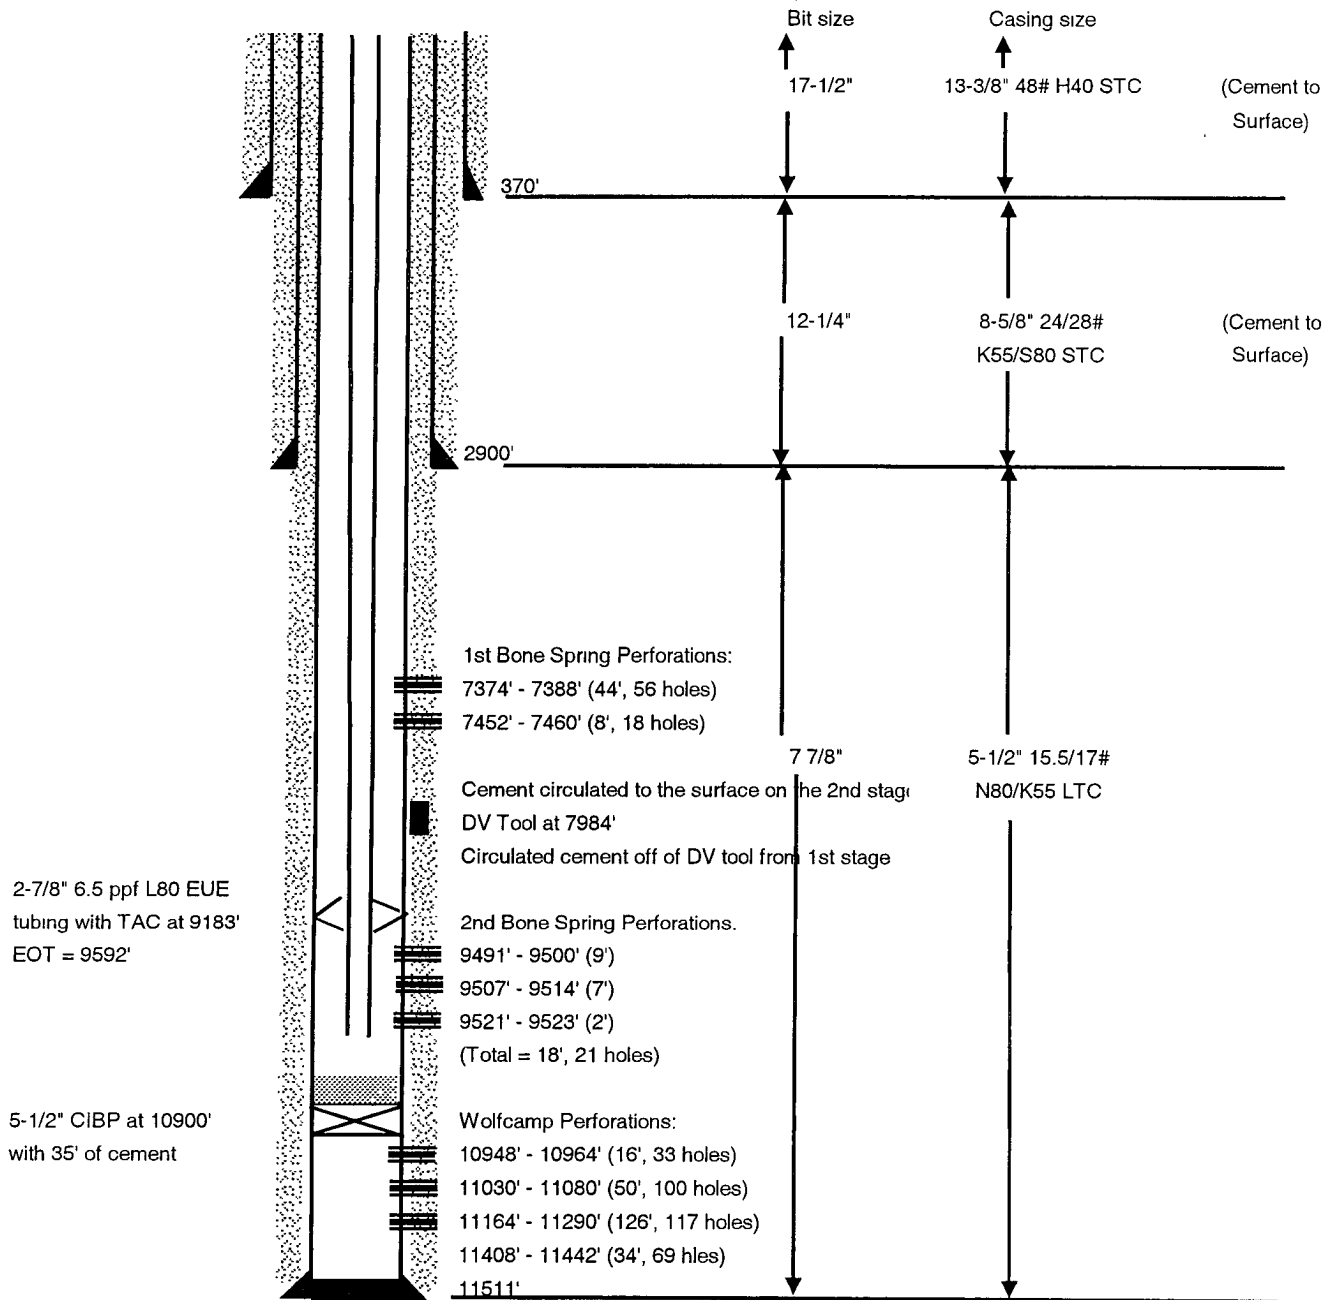 Bit size
Casing size
17-1/2"
13-3/8" 48# H40 STC
(Cement to
Surface)
370'
12-1/4"
8-5/8" 24/28#
K55/S80 STC
(Cement to
Surface)
2900'
1st Bone Spring Perforations:
7374' - 7388' (44', 56 holes)
7452' - 7460' (8', 18 holes)
7 7/8"
5-1/2" 15.5/17#
N80/K55 LTC
Cement circulated to the surface on the 2nd stage
DV Tool at 7984'
Circulated cement off of DV tool from 1st stage
2-7/8" 6.5 ppf L80 EUE
tubing with TAC at 9183'
EOT = 9592'
2nd Bone Spring Perforations.
9491' - 9500' (9')
9507' - 9514' (7')
9521' - 9523' (2')
(Total = 18', 21 holes)
5-1/2" CIBP at 10900'
with 35' of cement
Wolfcamp Perforations:
10948' - 10964' (16', 33 holes)
11030' - 11080' (50', 100 holes)
11164' - 11290' (126', 117 holes)
11408' - 11442' (34', 69 hles)
11511'